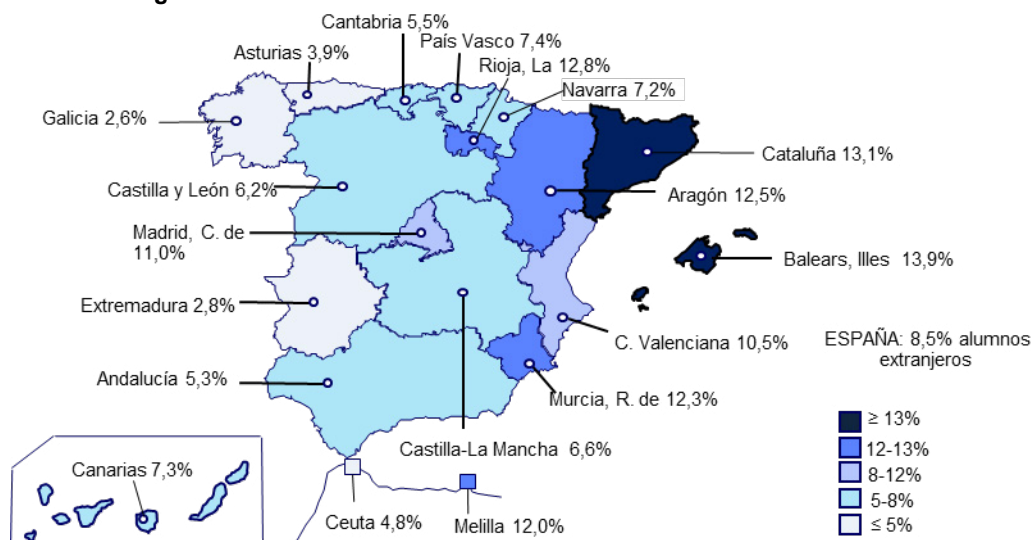 Cantabria 5,5%
País Vasco 7,4%
Asturias 3,9%
Rioja, La 12,8%
Navarra 7,2%
Galicia 2,6%
Cataluña 13,1%
Castilla y León 6,2%
Aragón 12,5%
Madrid, C. de
11,0%
Balears, Illes 13,9%
Extremadura 2,8%
C. Valenciana 10,5%
ESPAÑA: 8,5% alumnos
extranjeros
Andalucía 5,3%
Murcia, R. de 12,3%
≥ 13%
Castilla-La Mancha 6,6%
12-13%
Canarias 7,3%
8-12%
5-8%
Ceuta 4,8%
Melilla 12,0%
≤ 5%